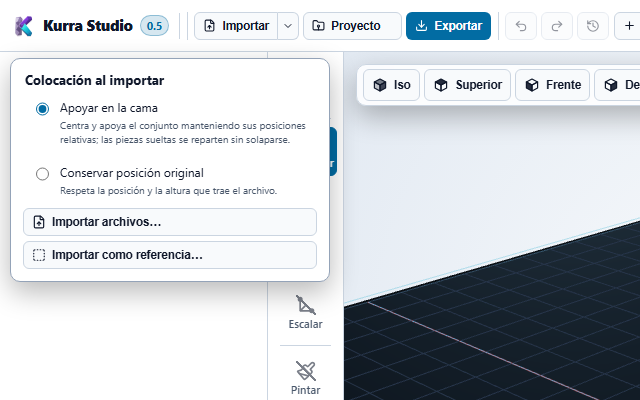 Kurra Studio 0.5 Importar Proyecto Exportar
Colocación al importar
Apoyar en la cama
Centra y apoya el conjunto manteniendo sus posiciones
relativas; las piezas sueltas se reparten sin solaparse.
Conservar posición original
Respeta la posición y la altura que trae el archivo.
Importar archivos...
Importar como referencia...
Iso Superior Frente De
Escalar
Pintar